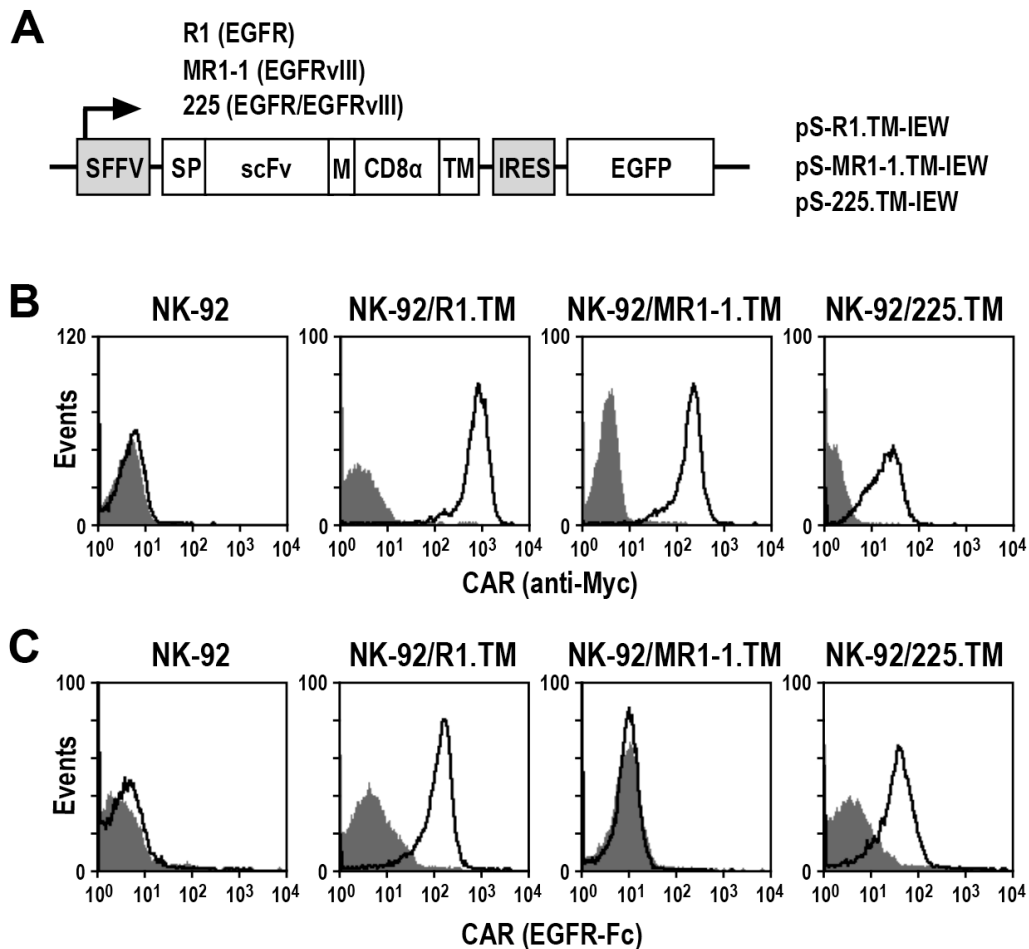 A
R1 (EGFR)
MR1-1 (EGFRvIII)
225 (EGFR/EGFRvIII)
SFFV SP scFv M CD8α TM IRES EGFP
pS-R1.TM-IEW
pS-MR1-1.TM-IEW
pS-225.TM-IEW
B
NK-92 NK-92/R1.TM NK-92/MR1-1.TM NK-92/225.TM
120 100 100 100
Events
0 0 0 0
10⁰ 10¹ 10² 10³ 10⁴ 10⁰ 10¹ 10² 10³ 10⁴ 10⁰ 10¹ 10² 10³ 10⁴ 10⁰ 10¹ 10² 10³ 10⁴
CAR (anti-Myc)
C
NK-92 NK-92/R1.TM NK-92/MR1-1.TM NK-92/225.TM
100 100 100 100
Events
0 0 0 0
10⁰ 10¹ 10² 10³ 10⁴ 10⁰ 10¹ 10² 10³ 10⁴ 10⁰ 10¹ 10² 10³ 10⁴ 10⁰ 10¹ 10² 10³ 10⁴
CAR (EGFR-Fc)